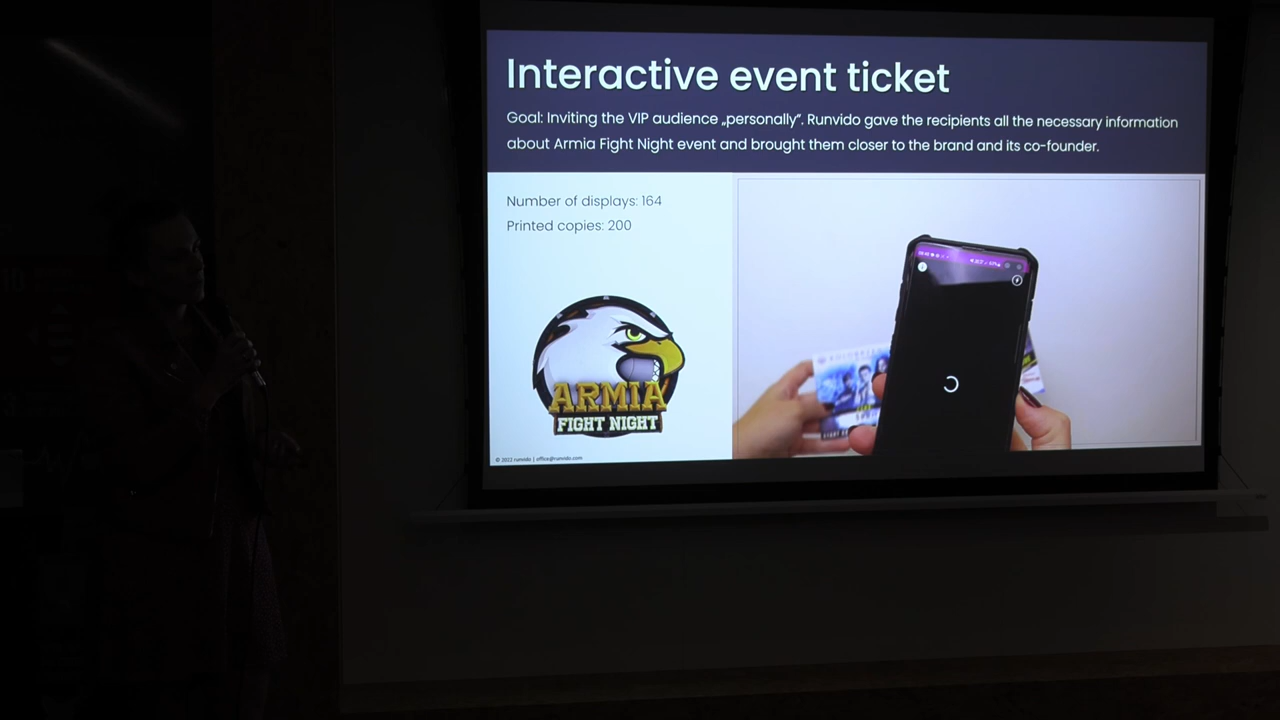 Interactive event ticket
Goal: Inviting the VIP audience „personally”. Runvido gave the recipients all the necessary information
about Armia Fight Night event and brought them closer to the brand and its co-founder.
Number of displays: 164
Printed copies: 200
ARMIA
FIGHT NIGHT
© 2022 runvido | office@runvido.com